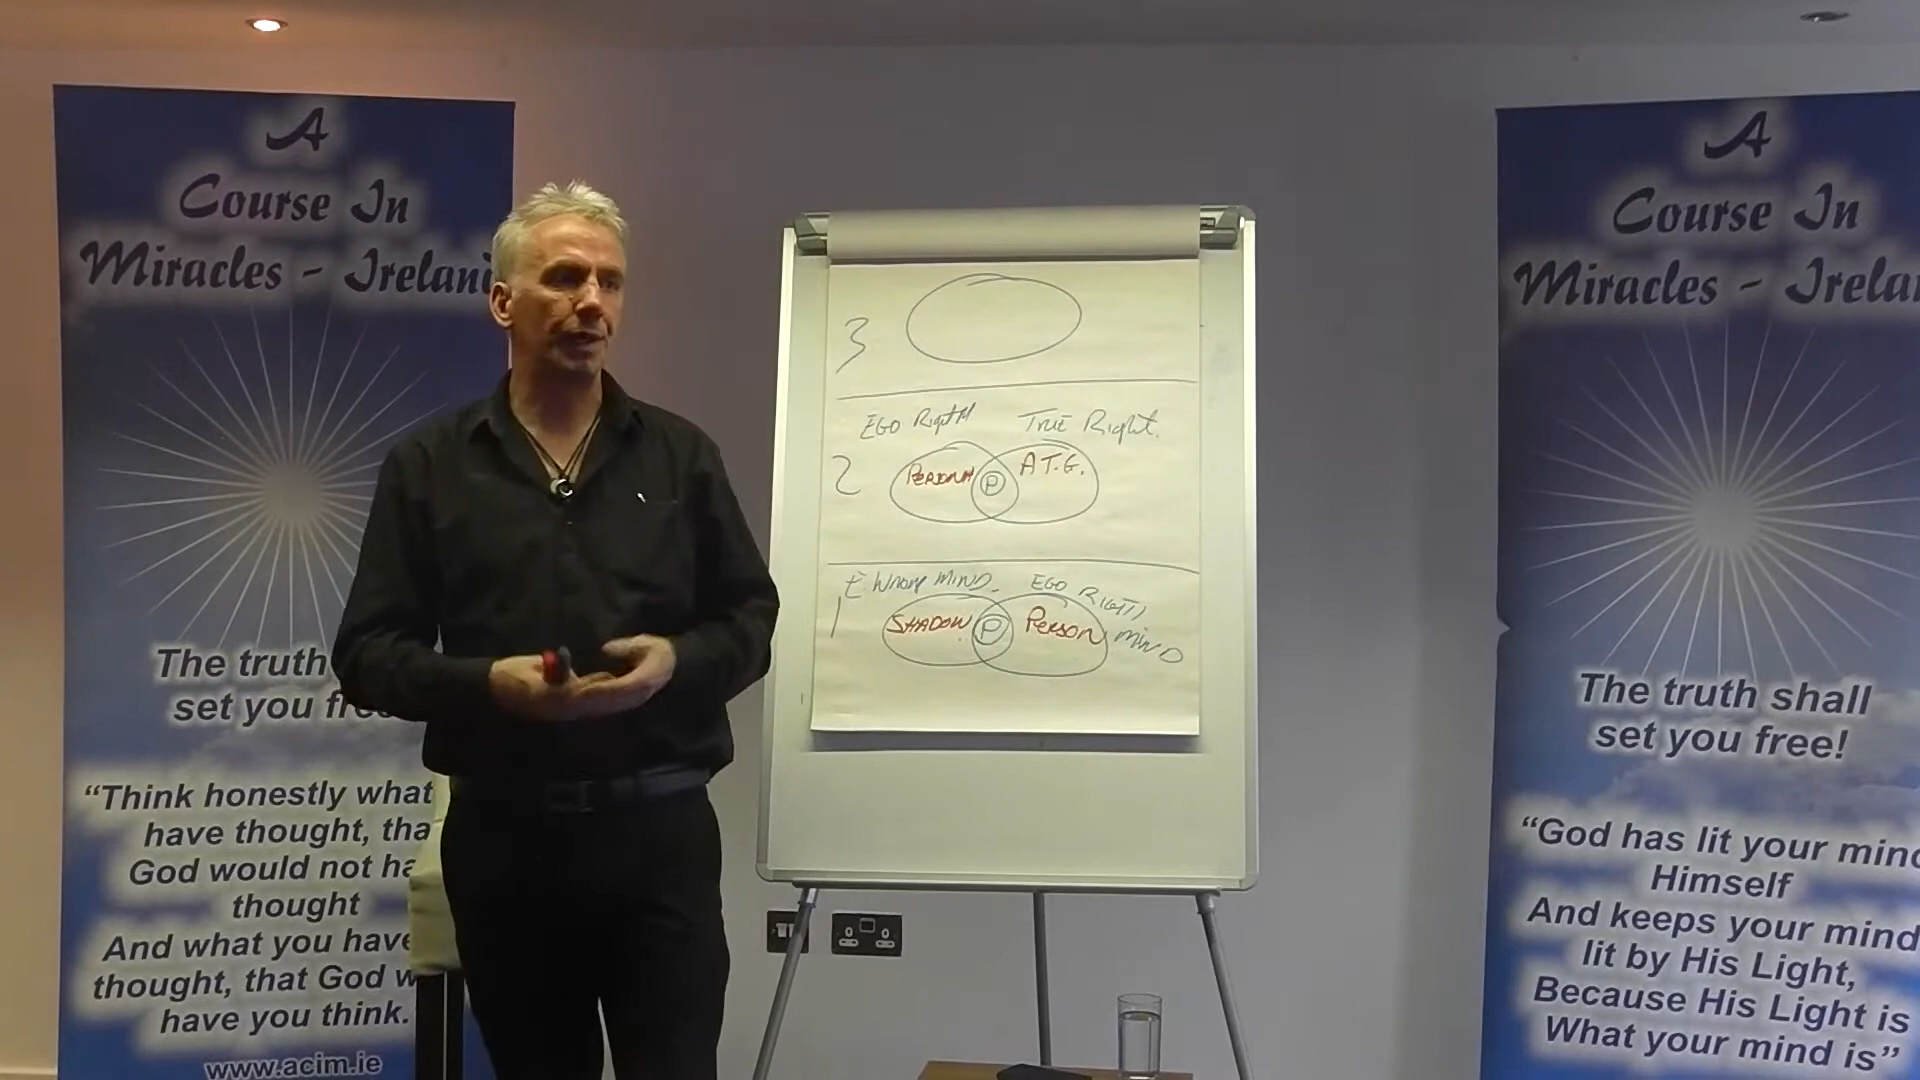 A
Course In
Miracles - Irelan
The truth
set you free
“Think honestly what
have thought, tha
God would not ha
thought
And what you have
thought, that God w
have you think.
www.acim.ie
3
EGO Right True Right.
2
PERSONA P A T.G.
E. Wrong MIND. EGO RIGHT
1
SHADOW P PERSON MIND
A
Course In
Miracles - Irela
The truth shall
set you free!
“God has lit your mind
Himself
And keeps your mind
lit by His Light,
Because His Light is
What your mind is”